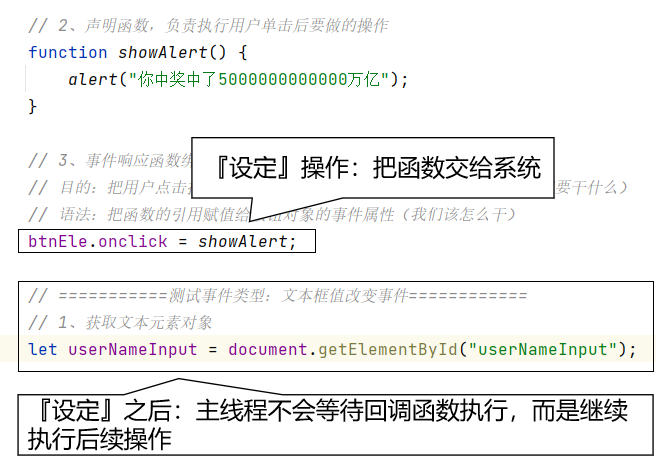 // 2、声明函数，负责执行用户单击后要做的操作
function showAlert() {
alert("你中奖中了5000000000000万亿");
}
// 3、事件响应函数绑
『设定』操作：把函数交给系统
// 目的：把用户点击 要干什么）
// 语法：把函数的引用赋值给 对象的事件属性（我们该怎么干）
btnEle.onclick = showAlert;
// ===========测试事件类型：文本框值改变事件============
// 1、获取文本元素对象
let userNameInput = document.getElementById("userNameInput");
『设定』之后：主线程不会等待回调函数执行，而是继续
执行后续操作